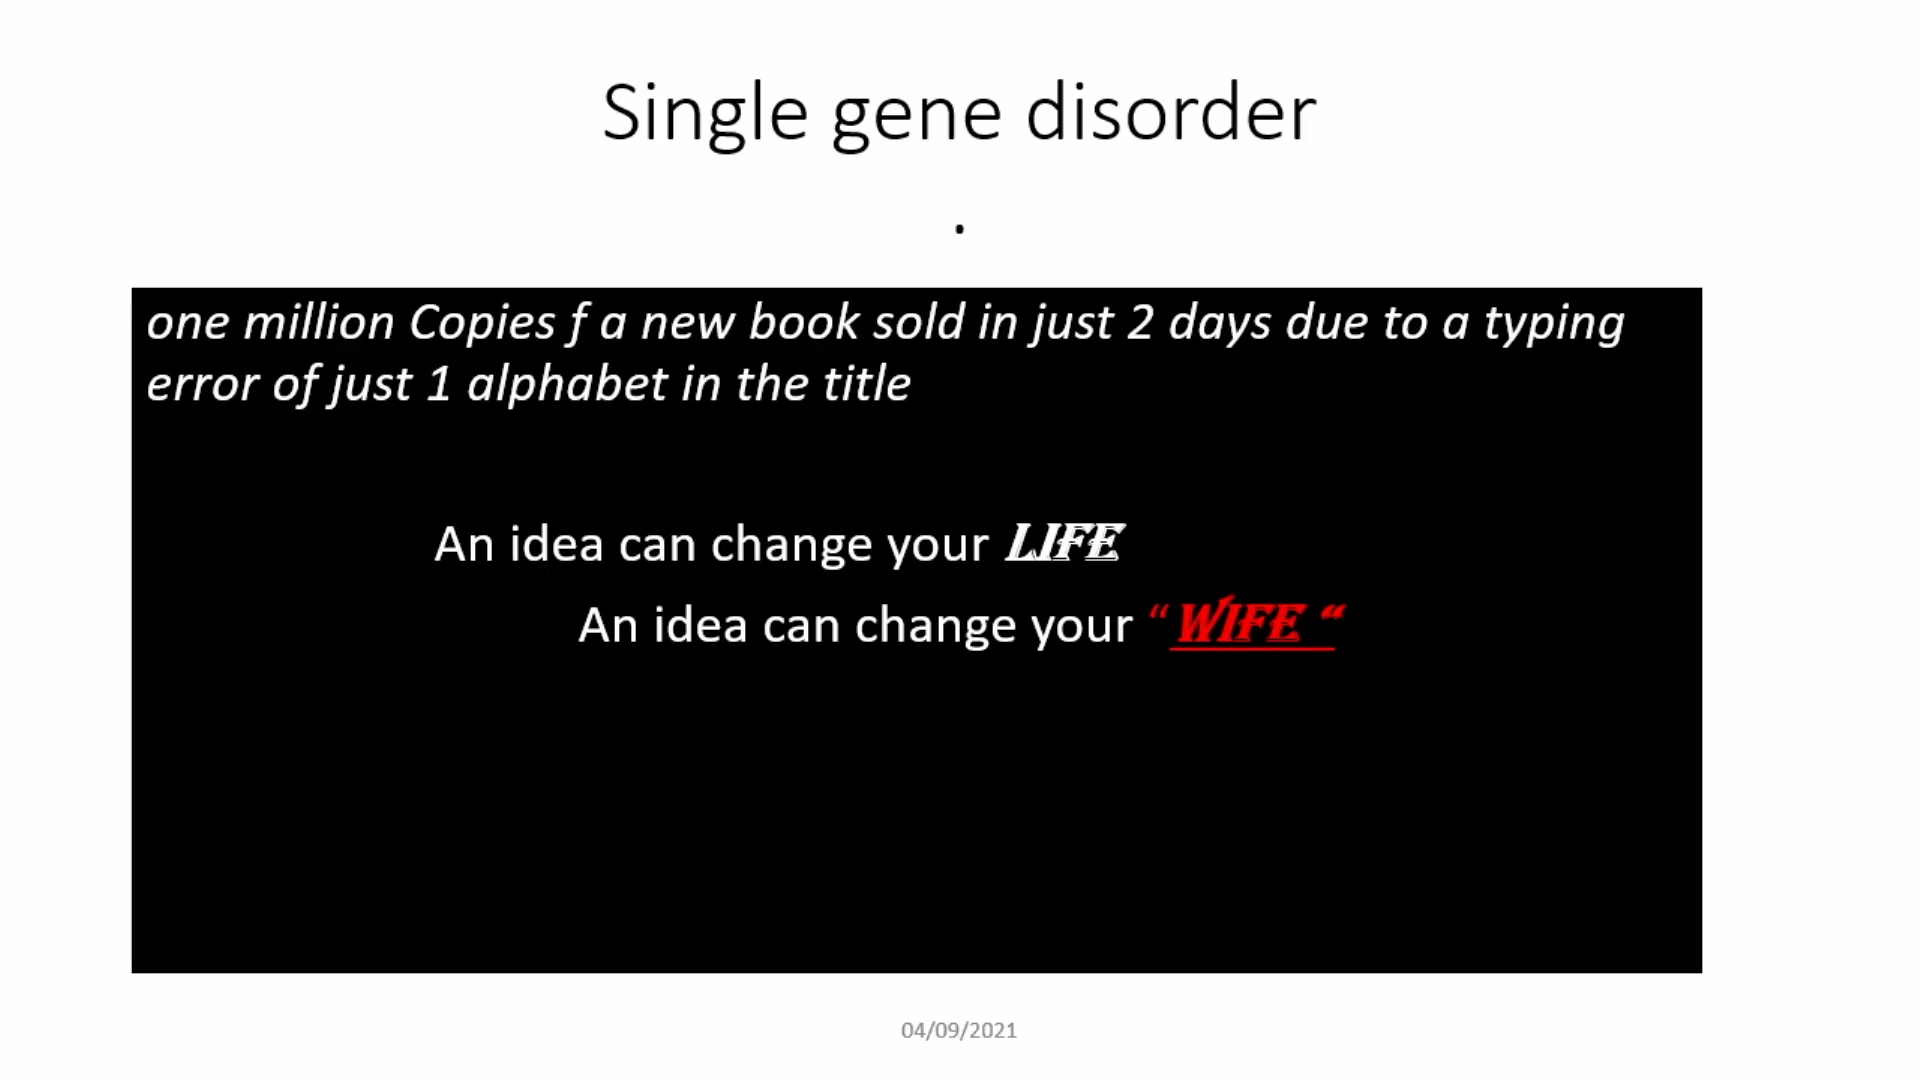 Single gene disorder
.
one million Copies f a new book sold in just 2 days due to a typing
error of just 1 alphabet in the title
An idea can change your LIFE
An idea can change your “WIFE “
04/09/2021